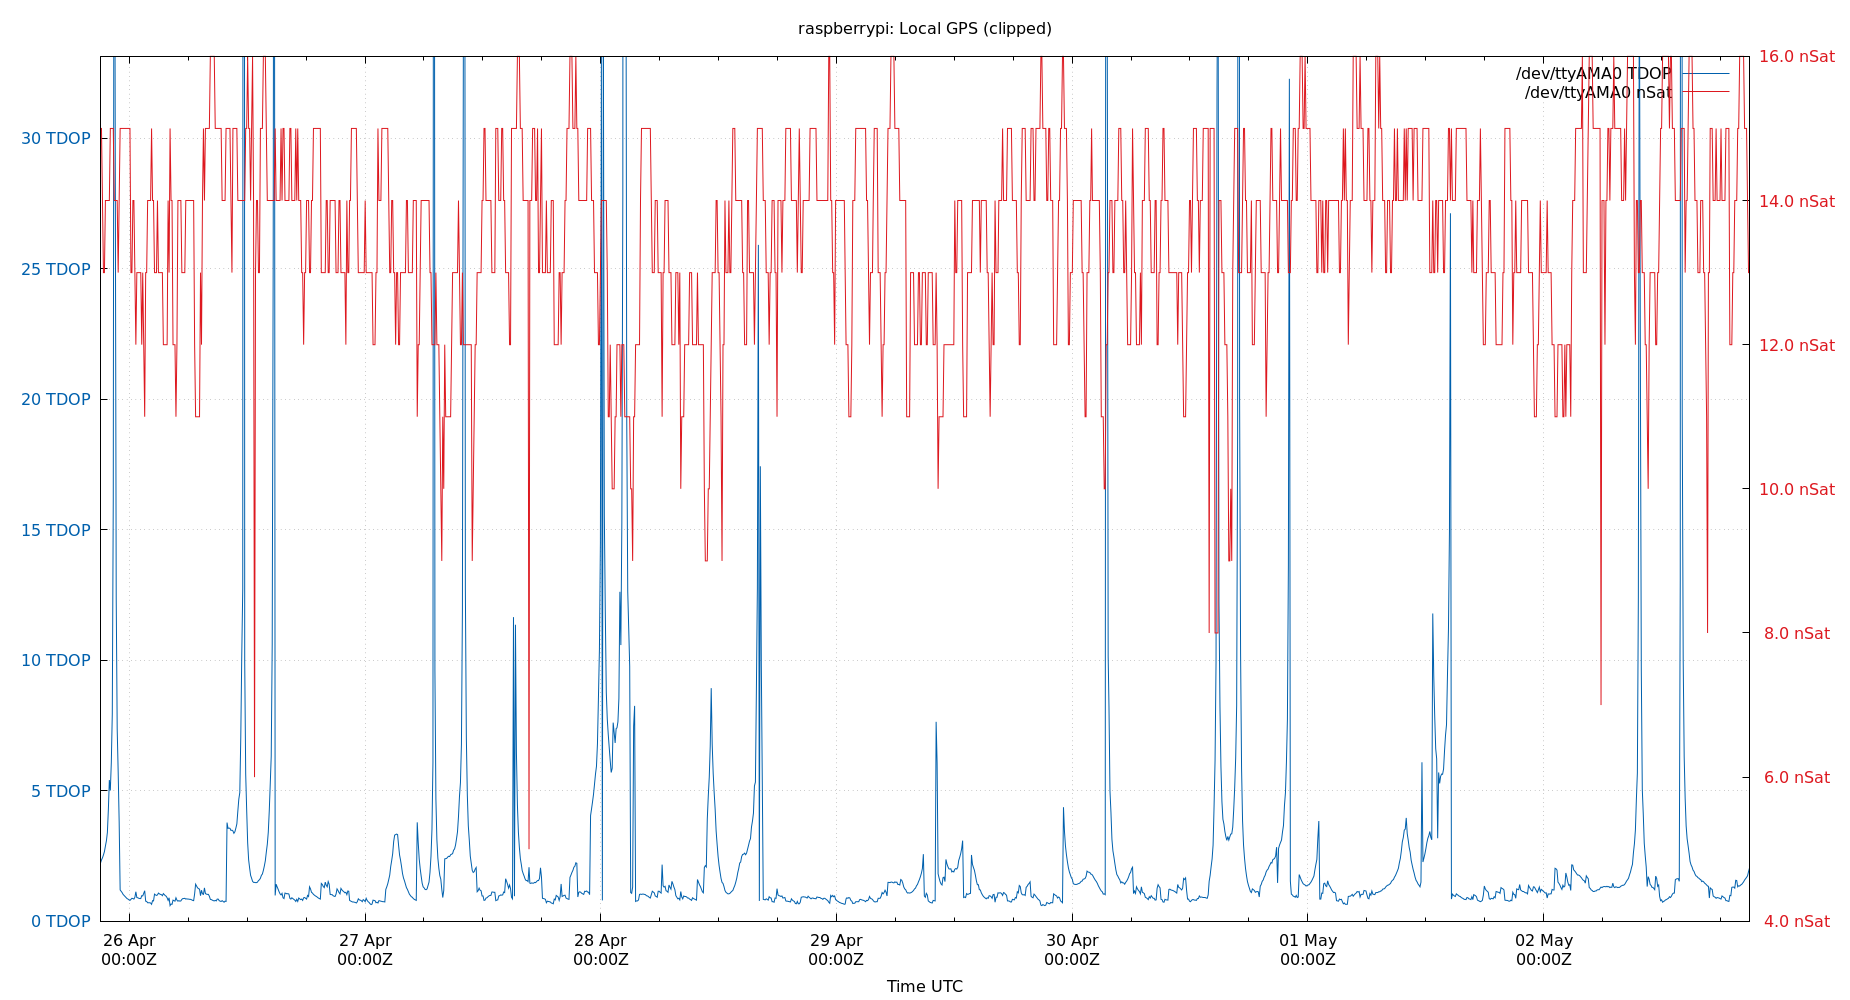 raspberrypi: Local GPS (clipped)
16.0 nSat
/dev/ttyAMA0 TDOP
/dev/ttyAMA0 nSat
30 TDOP
14.0 nSat
25 TDOP
12.0 nSat
20 TDOP
10.0 nSat
15 TDOP
8.0 nSat
10 TDOP
6.0 nSat
5 TDOP
0 TDOP
4.0 nSat
26 Apr 27 Apr 28 Apr 29 Apr 30 Apr 01 May 02 May
00:00Z 00:00Z 00:00Z 00:00Z 00:00Z 00:00Z 00:00Z
Time UTC